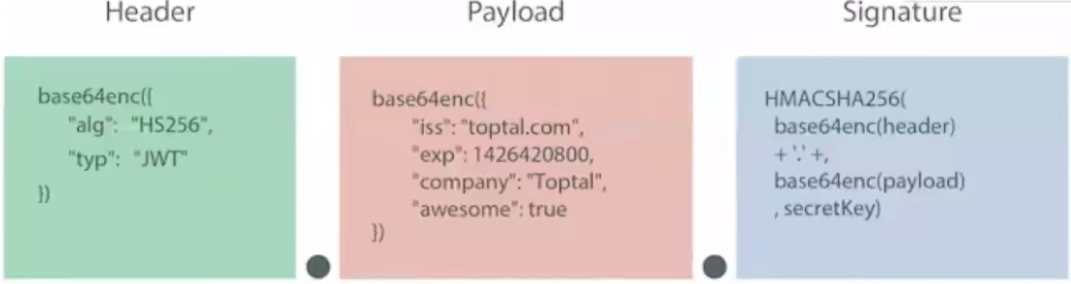 Header
base64enc({
"alg": "HS256",
"typ": "JWT"
})
Payload
base64enc({
"iss": "toptal.com",
"exp": 1426420800,
"company": "Toptal",
"awesome": true
})
Signature
HMACSHA256(
base64enc(header)
+ '.' +,
base64enc(payload)
, secretKey)